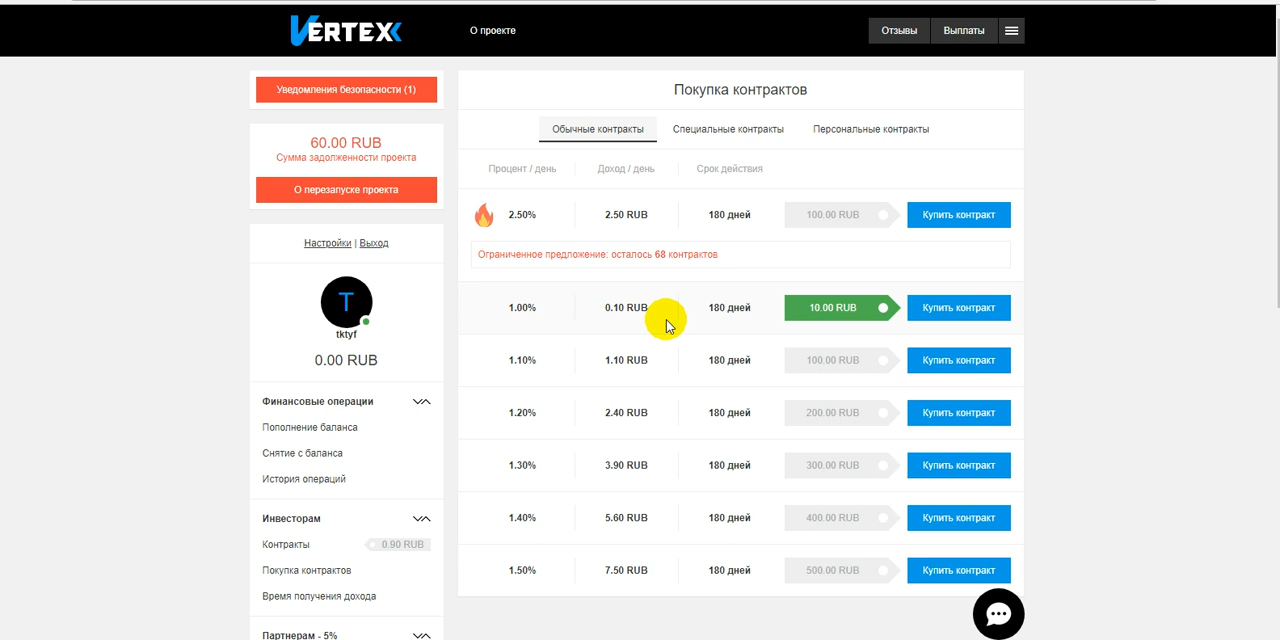 VERTEX
О проекте
Отзывы
Выплаты
Уведомления безопасности (1)
60.00 RUB
Сумма задолженности проекта
О перезапуске проекта
Настройки | Выход
T
tktyf
0.00 RUB
Финансовые операции
Пополнение баланса
Снятие с баланса
История операций
Инвесторам
Контракты 0.90 RUB
Покупка контрактов
Время получения дохода
Партнерам - 5%
Покупка контрактов
Обычные контракты Специальные контракты Персональные контракты
Процент / день Доход / день Срок действия
2.50% 2.50 RUB 180 дней 100.00 RUB Купить контракт
Ограниченное предложение: осталось 68 контрактов
1.00% 0.10 RUB 180 дней 10.00 RUB Купить контракт
1.10% 1.10 RUB 180 дней 100.00 RUB Купить контракт
1.20% 2.40 RUB 180 дней 200.00 RUB Купить контракт
1.30% 3.90 RUB 180 дней 300.00 RUB Купить контракт
1.40% 5.60 RUB 180 дней 400.00 RUB Купить контракт
1.50% 7.50 RUB 180 дней 500.00 RUB Купить контракт